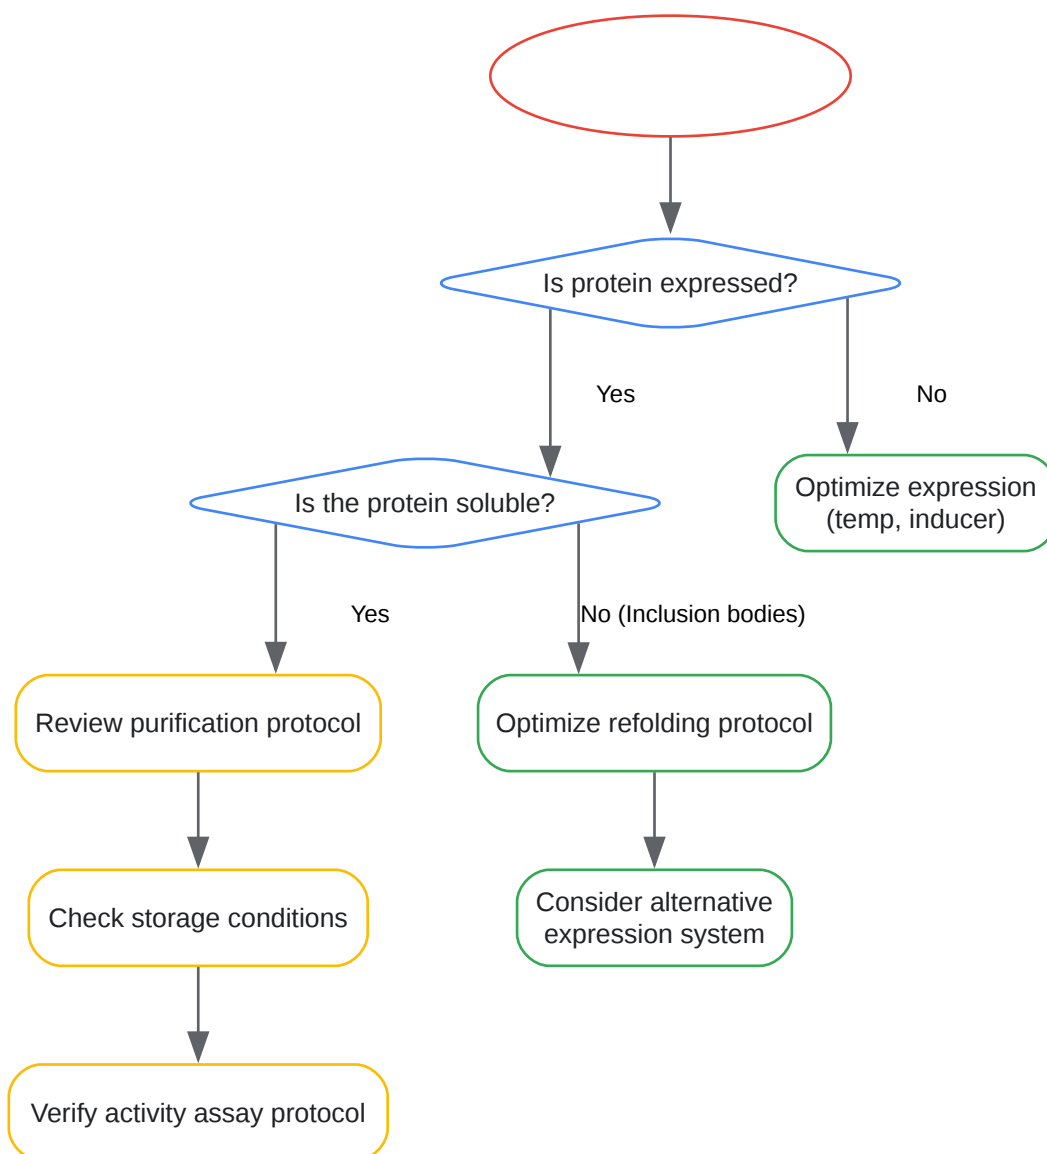 Is protein expressed?
Yes
No
Optimize expression
(temp, inducer)
Is the protein soluble?
Yes
No (Inclusion bodies)
Review purification protocol
Optimize refolding protocol
Check storage conditions
Consider alternative
expression system
Verify activity assay protocol